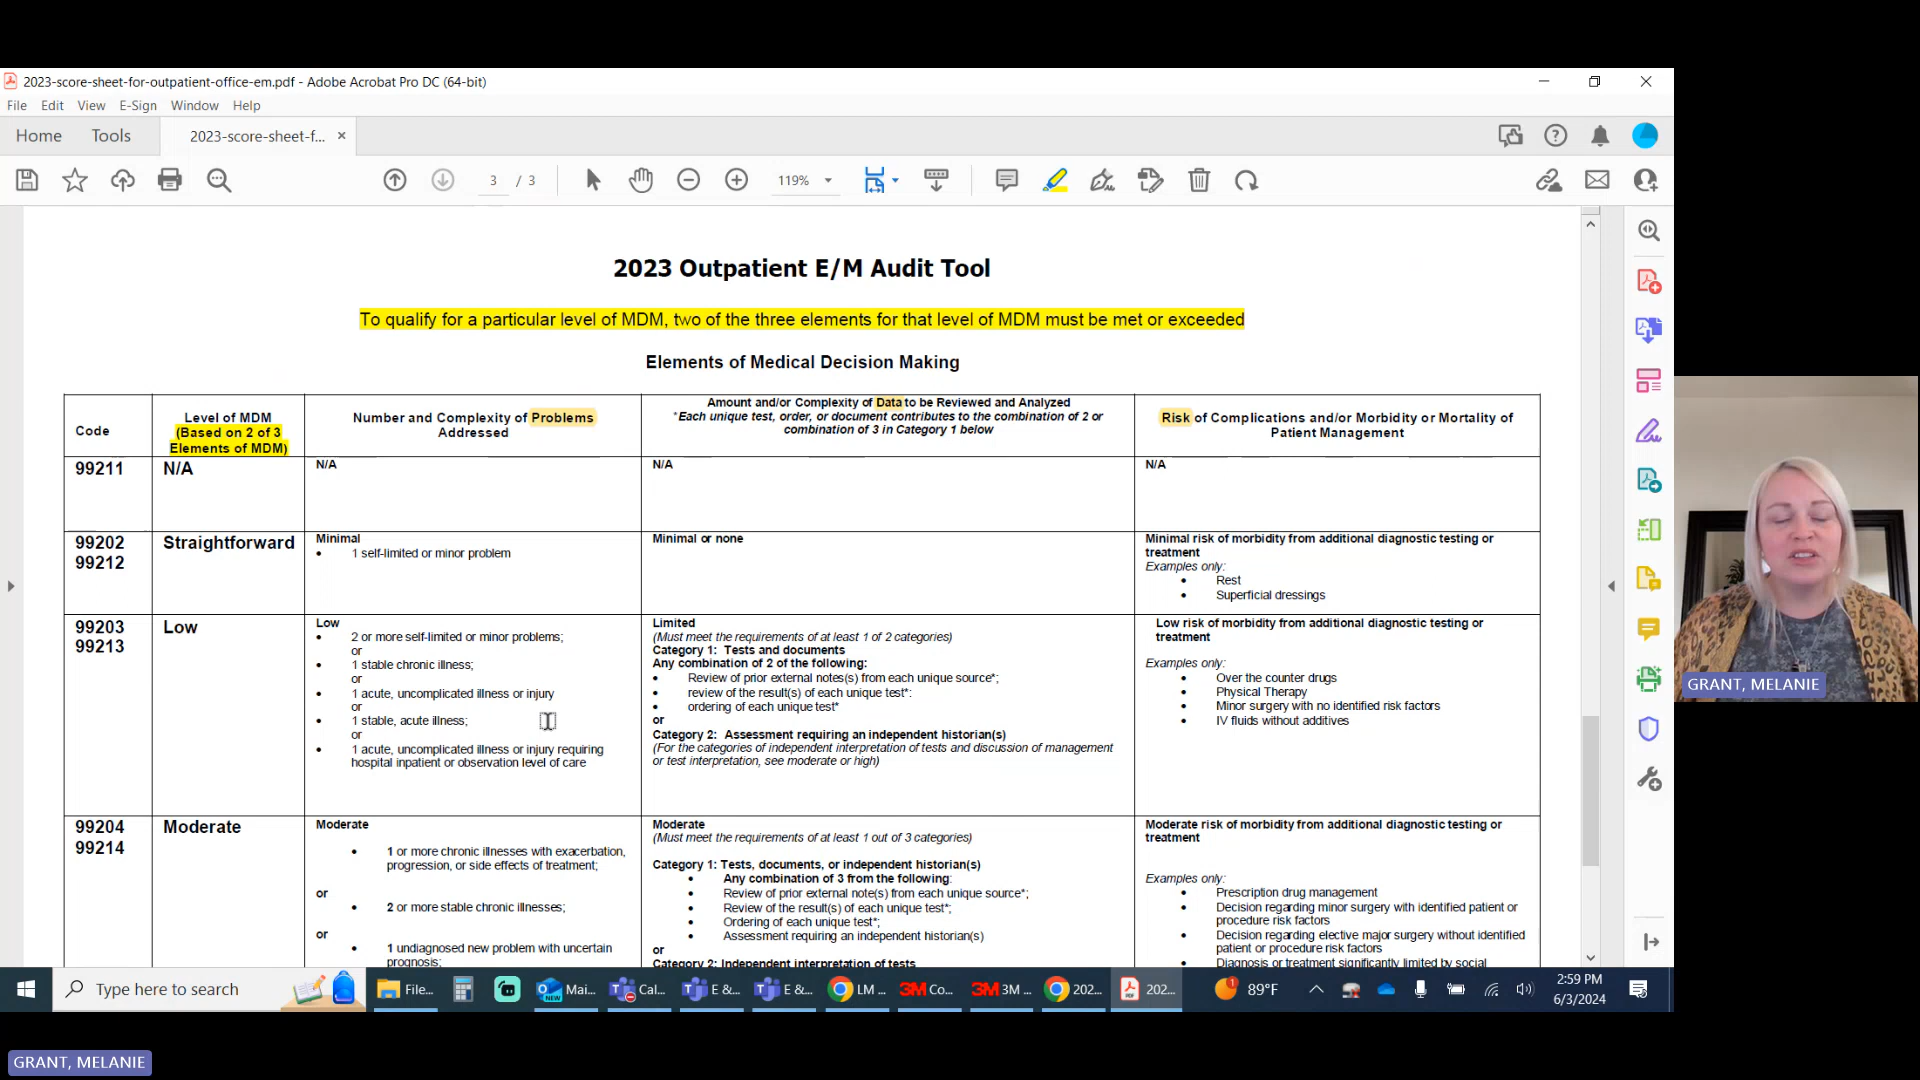 2023-score-sheet-for-outpatient-office-em.pdf - Adobe Acrobat Pro DC (64-bit)
File Edit View E-Sign Window Help
Home Tools 2023-score-sheet-f... ×
3 / 3 119%
2023 Outpatient E/M Audit Tool
To qualify for a particular level of MDM, two of the three elements for that level of MDM must be met or exceeded
Elements of Medical Decision Making
Code
Level of MDM
(Based on 2 of 3
Elements of MDM)
Number and Complexity of Problems
Addressed
Amount and/or Complexity of Data to be Reviewed and Analyzed
*Each unique test, order, or document contributes to the combination of 2 or
combination of 3 in Category 1 below
Risk of Complications and/or Morbidity or Mortality of
Patient Management
99211
N/A
N/A
N/A
N/A
99202
99212
Straightforward
Minimal
• 1 self-limited or minor problem
Minimal or none
Minimal risk of morbidity from additional diagnostic testing or
treatment
Examples only:
• Rest
• Superficial dressings
99203
99213
Low
Low
• 2 or more self-limited or minor problems;
or
• 1 stable chronic illness;
or
• 1 acute, uncomplicated illness or injury
or
• 1 stable, acute illness;
or
• 1 acute, uncomplicated illness or injury requiring
hospital inpatient or observation level of care
Limited
(Must meet the requirements of at least 1 of 2 categories)
Category 1: Tests and documents
Any combination of 2 of the following:
• Review of prior external notes(s) from each unique source*;
• review of the result(s) of each unique test*:
• ordering of each unique test*
or
Category 2: Assessment requiring an independent historian(s)
(For the categories of independent interpretation of tests and discussion of management
or test interpretation, see moderate or high)
Low risk of morbidity from additional diagnostic testing or
treatment
Examples only:
• Over the counter drugs
• Physical Therapy
• Minor surgery with no identified risk factors
• IV fluids without additives
99204
99214
Moderate
Moderate
• 1 or more chronic illnesses with exacerbation,
progression, or side effects of treatment;
or
• 2 or more stable chronic illnesses;
or
• 1 undiagnosed new problem with uncertain
prognosis;
Moderate
(Must meet the requirements of at least 1 out of 3 categories)
Category 1: Tests, documents, or independent historian(s)
• Any combination of 3 from the following:
• Review of prior external note(s) from each unique source*;
• Review of the result(s) of each unique test*;
• Ordering of each unique test*;
• Assessment requiring an independent historian(s)
or
Category 2: Independent interpretation of tests
Moderate risk of morbidity from additional diagnostic testing or
treatment
Examples only:
• Prescription drug management
• Decision regarding minor surgery with identified patient or
procedure risk factors
• Decision regarding elective major surgery without identified
patient or procedure risk factors
• Diagnosis or treatment significantly limited by social
GRANT, MELANIE
Type here to search
File...
NEW
Mai...
Cal...
E &...
E &...
LM ...
3M Co...
3M 3M ...
202...
202...
89°F
2:59 PM
6/3/2024
GRANT, MELANIE